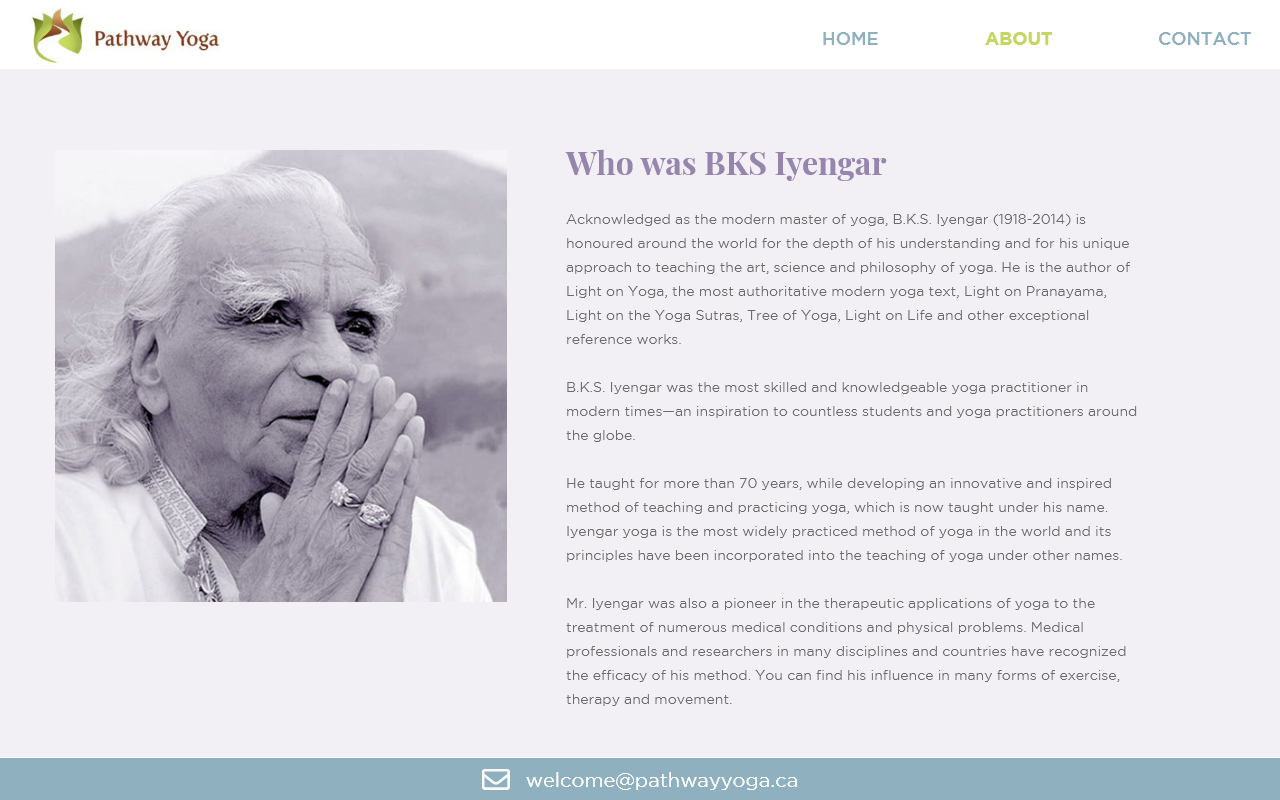 Pathway Yoga
HOME
ABOUT
CONTACT
Who was BKS Iyengar
Acknowledged as the modern master of yoga, B.K.S. Iyengar (1918-2014) is
honoured around the world for the depth of his understanding and for his unique
approach to teaching the art, science and philosophy of yoga. He is the author of
Light on Yoga, the most authoritative modern yoga text, Light on Pranayama,
Light on the Yoga Sutras, Tree of Yoga, Light on Life and other exceptional
reference works.
B.K.S. Iyengar was the most skilled and knowledgeable yoga practitioner in
modern times—an inspiration to countless students and yoga practitioners around
the globe.
He taught for more than 70 years, while developing an innovative and inspired
method of teaching and practicing yoga, which is now taught under his name.
Iyengar yoga is the most widely practiced method of yoga in the world and its
principles have been incorporated into the teaching of yoga under other names.
Mr. Iyengar was also a pioneer in the therapeutic applications of yoga to the
treatment of numerous medical conditions and physical problems. Medical
professionals and researchers in many disciplines and countries have recognized
the efficacy of his method. You can find his influence in many forms of exercise,
therapy and movement.
welcome@pathwayyoga.ca